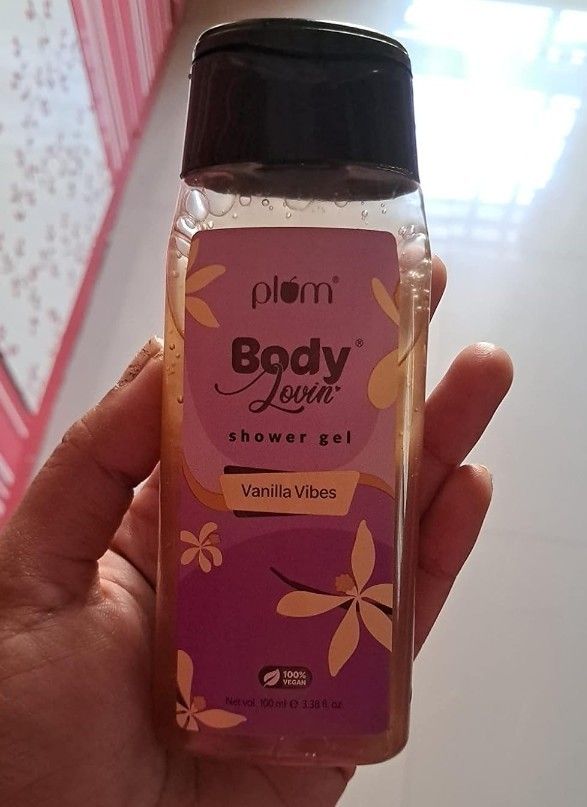 plum®
Body®
Lovin'
shower gel
Vanilla Vibes
100%
VEGAN
Net vol. 100 ml ℮ 3.38 fl. oz.